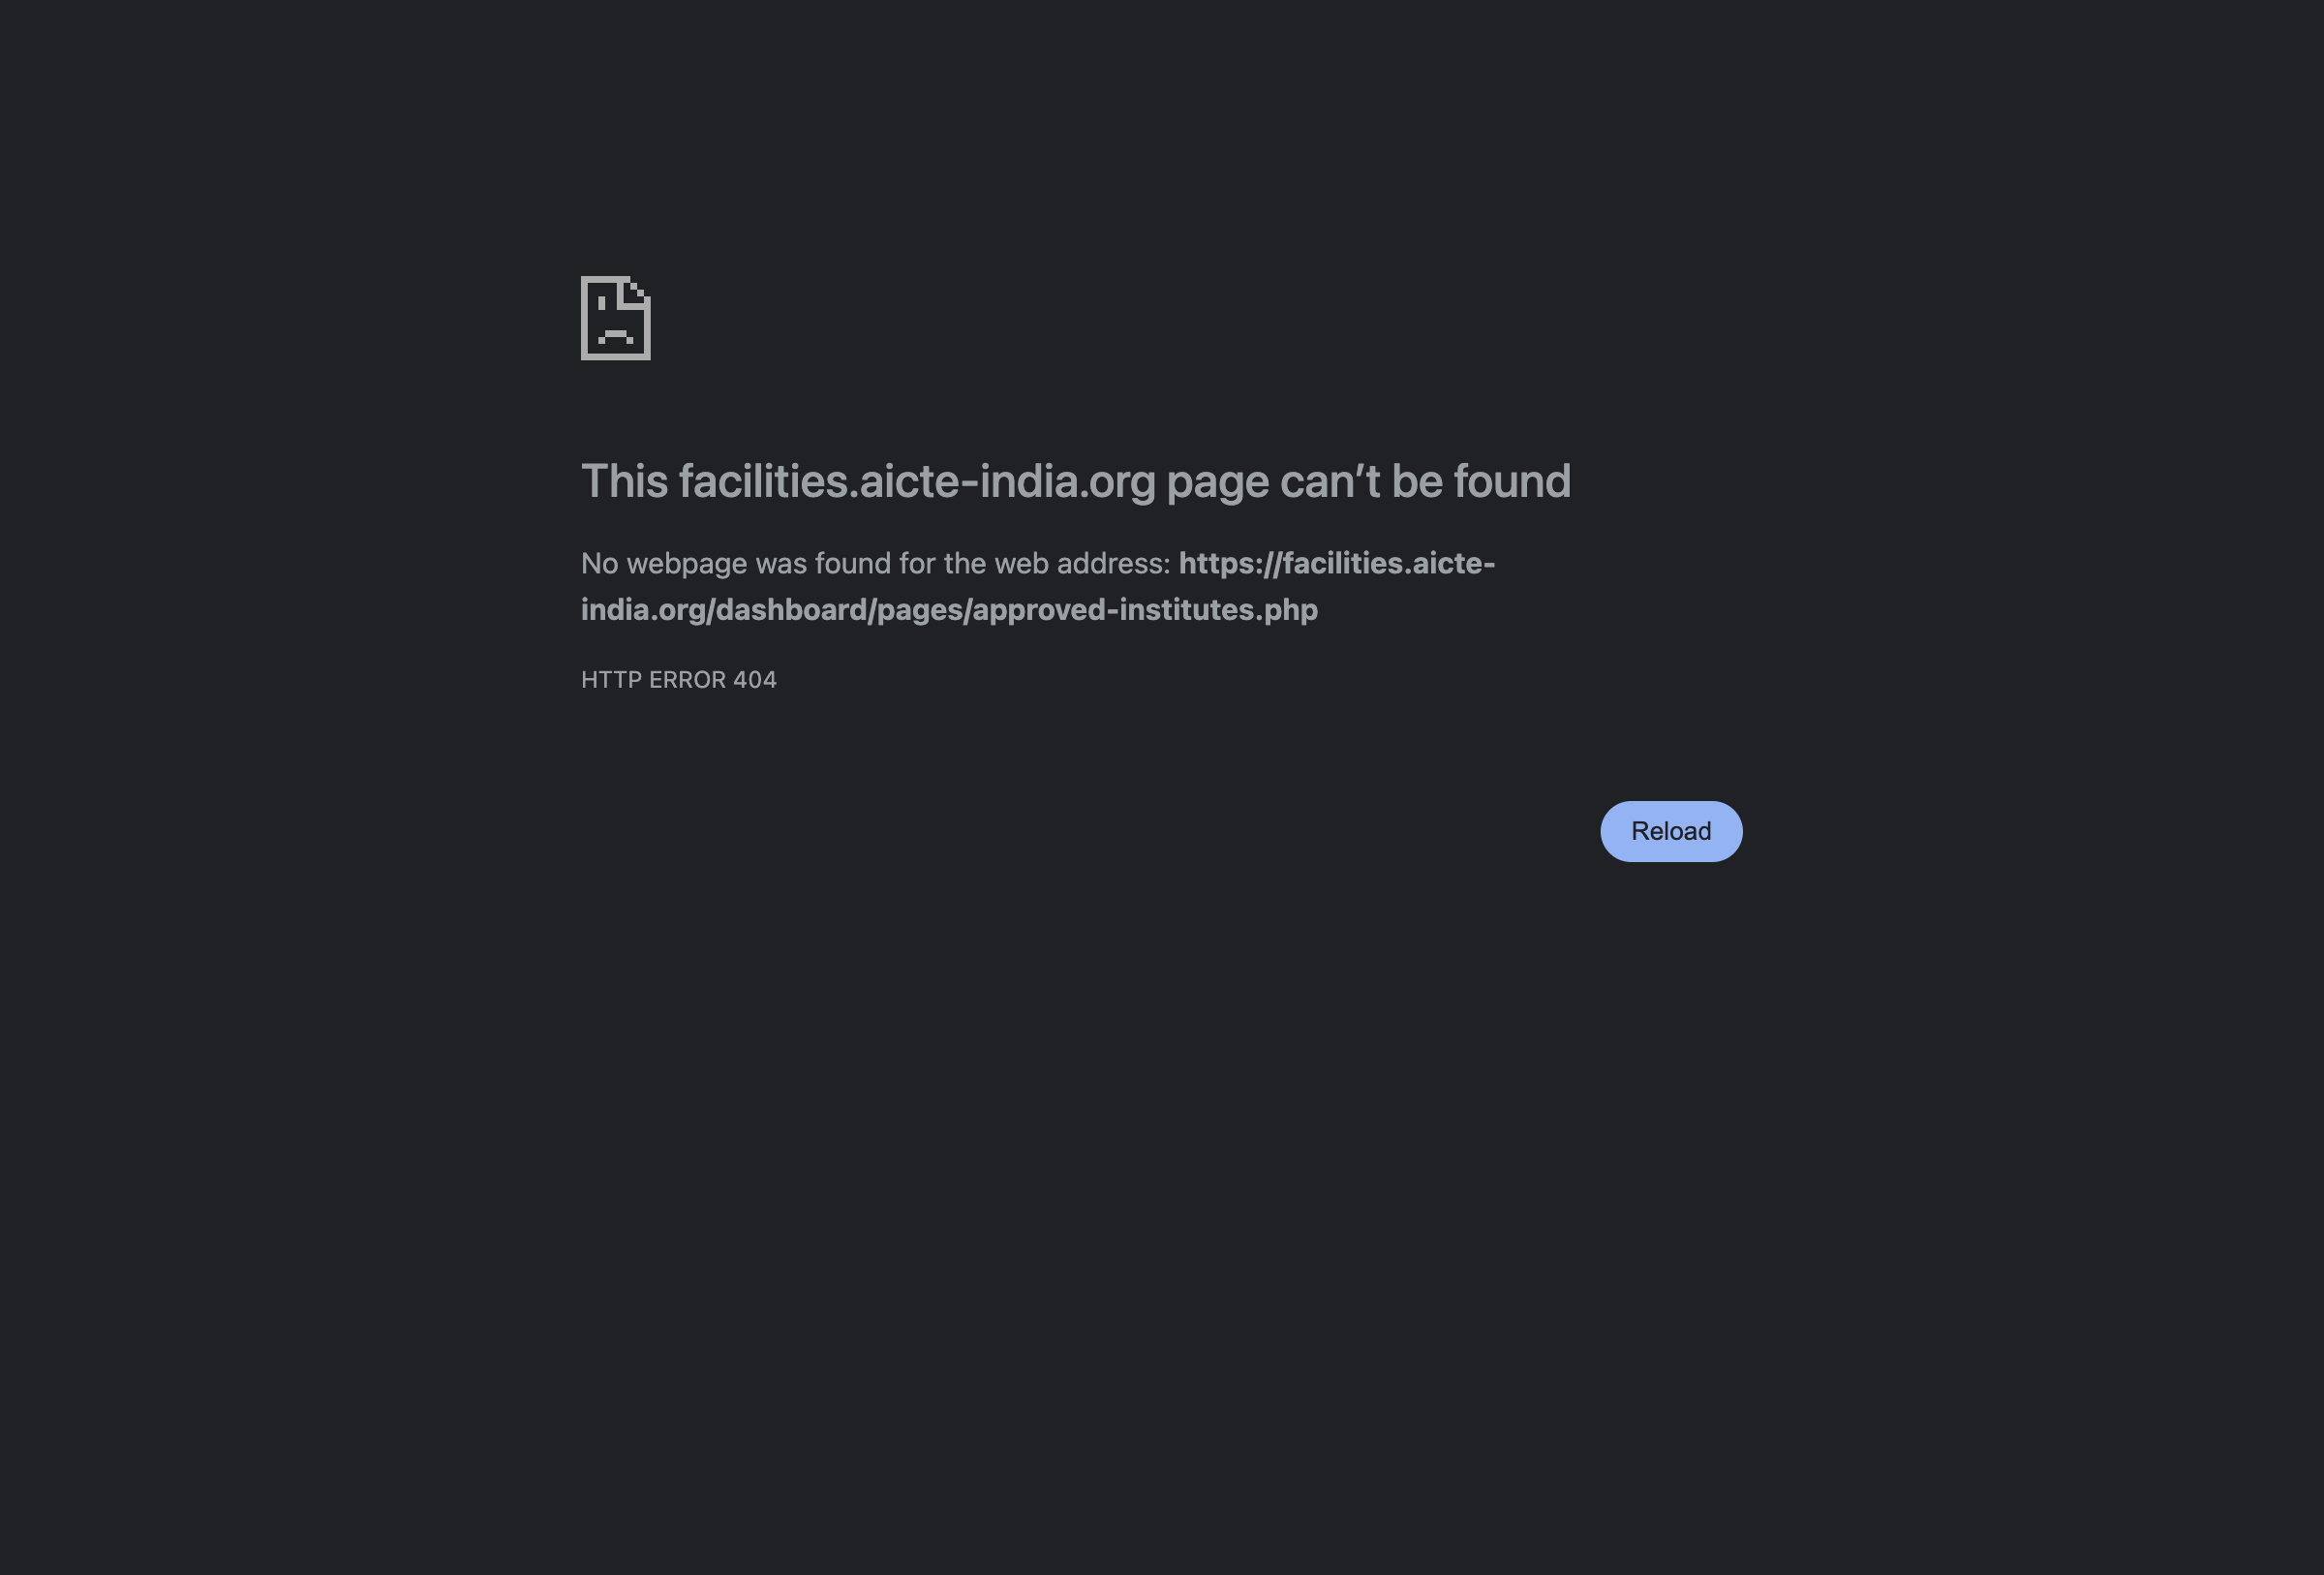 This facilities.aicte-india.org page can’t be found
No webpage was found for the web address: https://facilities.aicte-
india.org/dashboard/pages/approved-institutes.php
HTTP ERROR 404
Reload